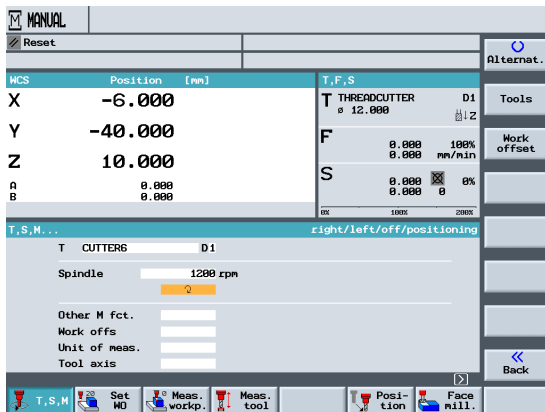 M MANUAL
Reset
Alternat.
WCS Position [mm] T,F,S
X -6.000 T THREADCUTTER D1 Tools
ø 12.000
Z
Y -40.000 F 0.000 100% Work offset
0.000 mm/min
Z 10.000 S 0.000 0%
0.000 0
A 0.000
B 0.000
0% 100% 200%
T,S,M... right/left/off/positioning
T CUTTER6 D1
Spindle 1200 rpm
Other M fct.
Work offs
Unit of meas.
Tool axis
« Back
T,S,M Set WO Meas. workp. Meas. tool Posi- tion Face mill.